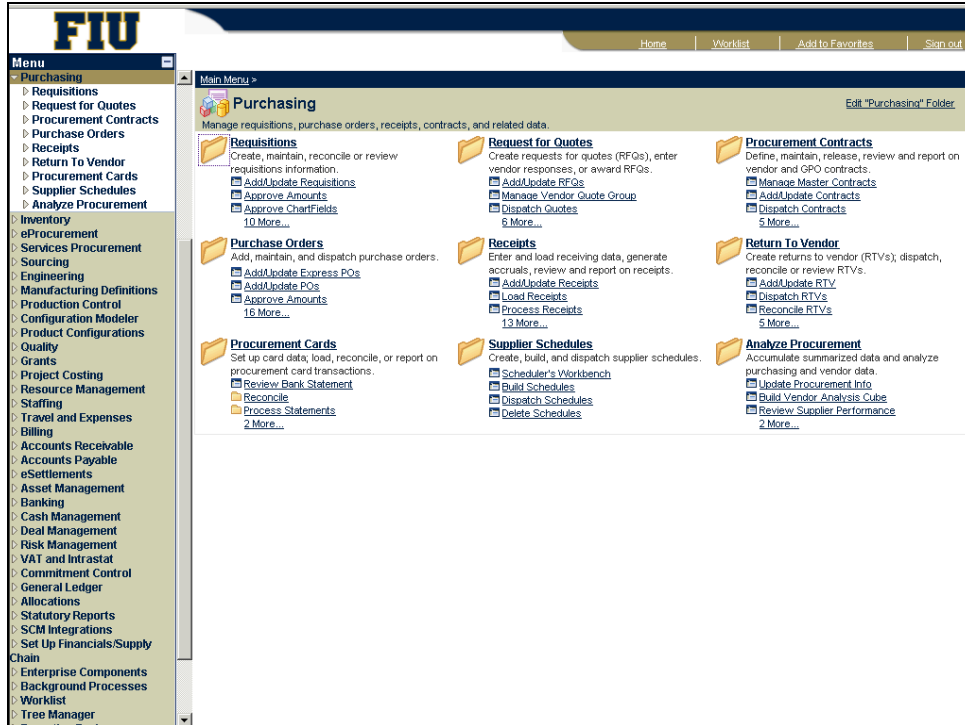 FIU
Home
Worklist
Add to Favorites
Sign out
Menu
Purchasing
Requisitions
Request for Quotes
Procurement Contracts
Purchase Orders
Receipts
Return To Vendor
Procurement Cards
Supplier Schedules
Analyze Procurement
Inventory
eProcurement
Services Procurement
Sourcing
Engineering
Manufacturing Definitions
Production Control
Configuration Modeler
Product Configurations
Quality
Grants
Project Costing
Resource Management
Staffing
Travel and Expenses
Billing
Accounts Receivable
Accounts Payable
eSettlements
Asset Management
Banking
Cash Management
Deal Management
Risk Management
VAT and Intrastat
Commitment Control
General Ledger
Allocations
Statutory Reports
SCM Integrations
Set Up Financials/Supply
Chain
Enterprise Components
Background Processes
Worklist
Tree Manager
Main Menu >
Purchasing
Edit "Purchasing" Folder
Manage requisitions, purchase orders, receipts, contracts, and related data.
Requisitions
Create, maintain, reconcile or review
requisitions information.
Add/Update Requisitions
Approve Amounts
Approve ChartFields
10 More...
Request for Quotes
Create requests for quotes (RFQs), enter
vendor responses, or award RFQs.
Add/Update RFQs
Manage Vendor Quote Group
Dispatch Quotes
6 More...
Procurement Contracts
Define, maintain, release, review and report on
vendor and GPO contracts.
Manage Master Contracts
Add/Update Contracts
Dispatch Contracts
5 More...
Purchase Orders
Add, maintain, and dispatch purchase orders.
Add/Update Express POs
Add/Update POs
Approve Amounts
16 More...
Receipts
Enter and load receiving data, generate
accruals, review and report on receipts.
Add/Update Receipts
Load Receipts
Process Receipts
13 More...
Return To Vendor
Create returns to vendor (RTVs); dispatch,
reconcile or review RTVs.
Add/Update RTV
Dispatch RTVs
Reconcile RTVs
5 More...
Procurement Cards
Set up card data; load, reconcile, or report on
procurement card transactions.
Review Bank Statement
Reconcile
Process Statements
2 More...
Supplier Schedules
Create, build, and dispatch supplier schedules.
Scheduler's Workbench
Build Schedules
Dispatch Schedules
Delete Schedules
Analyze Procurement
Accumulate summarized data and analyze
purchasing and vendor data.
Update Procurement Info
Build Vendor Analysis Cube
Review Supplier Performance
2 More...